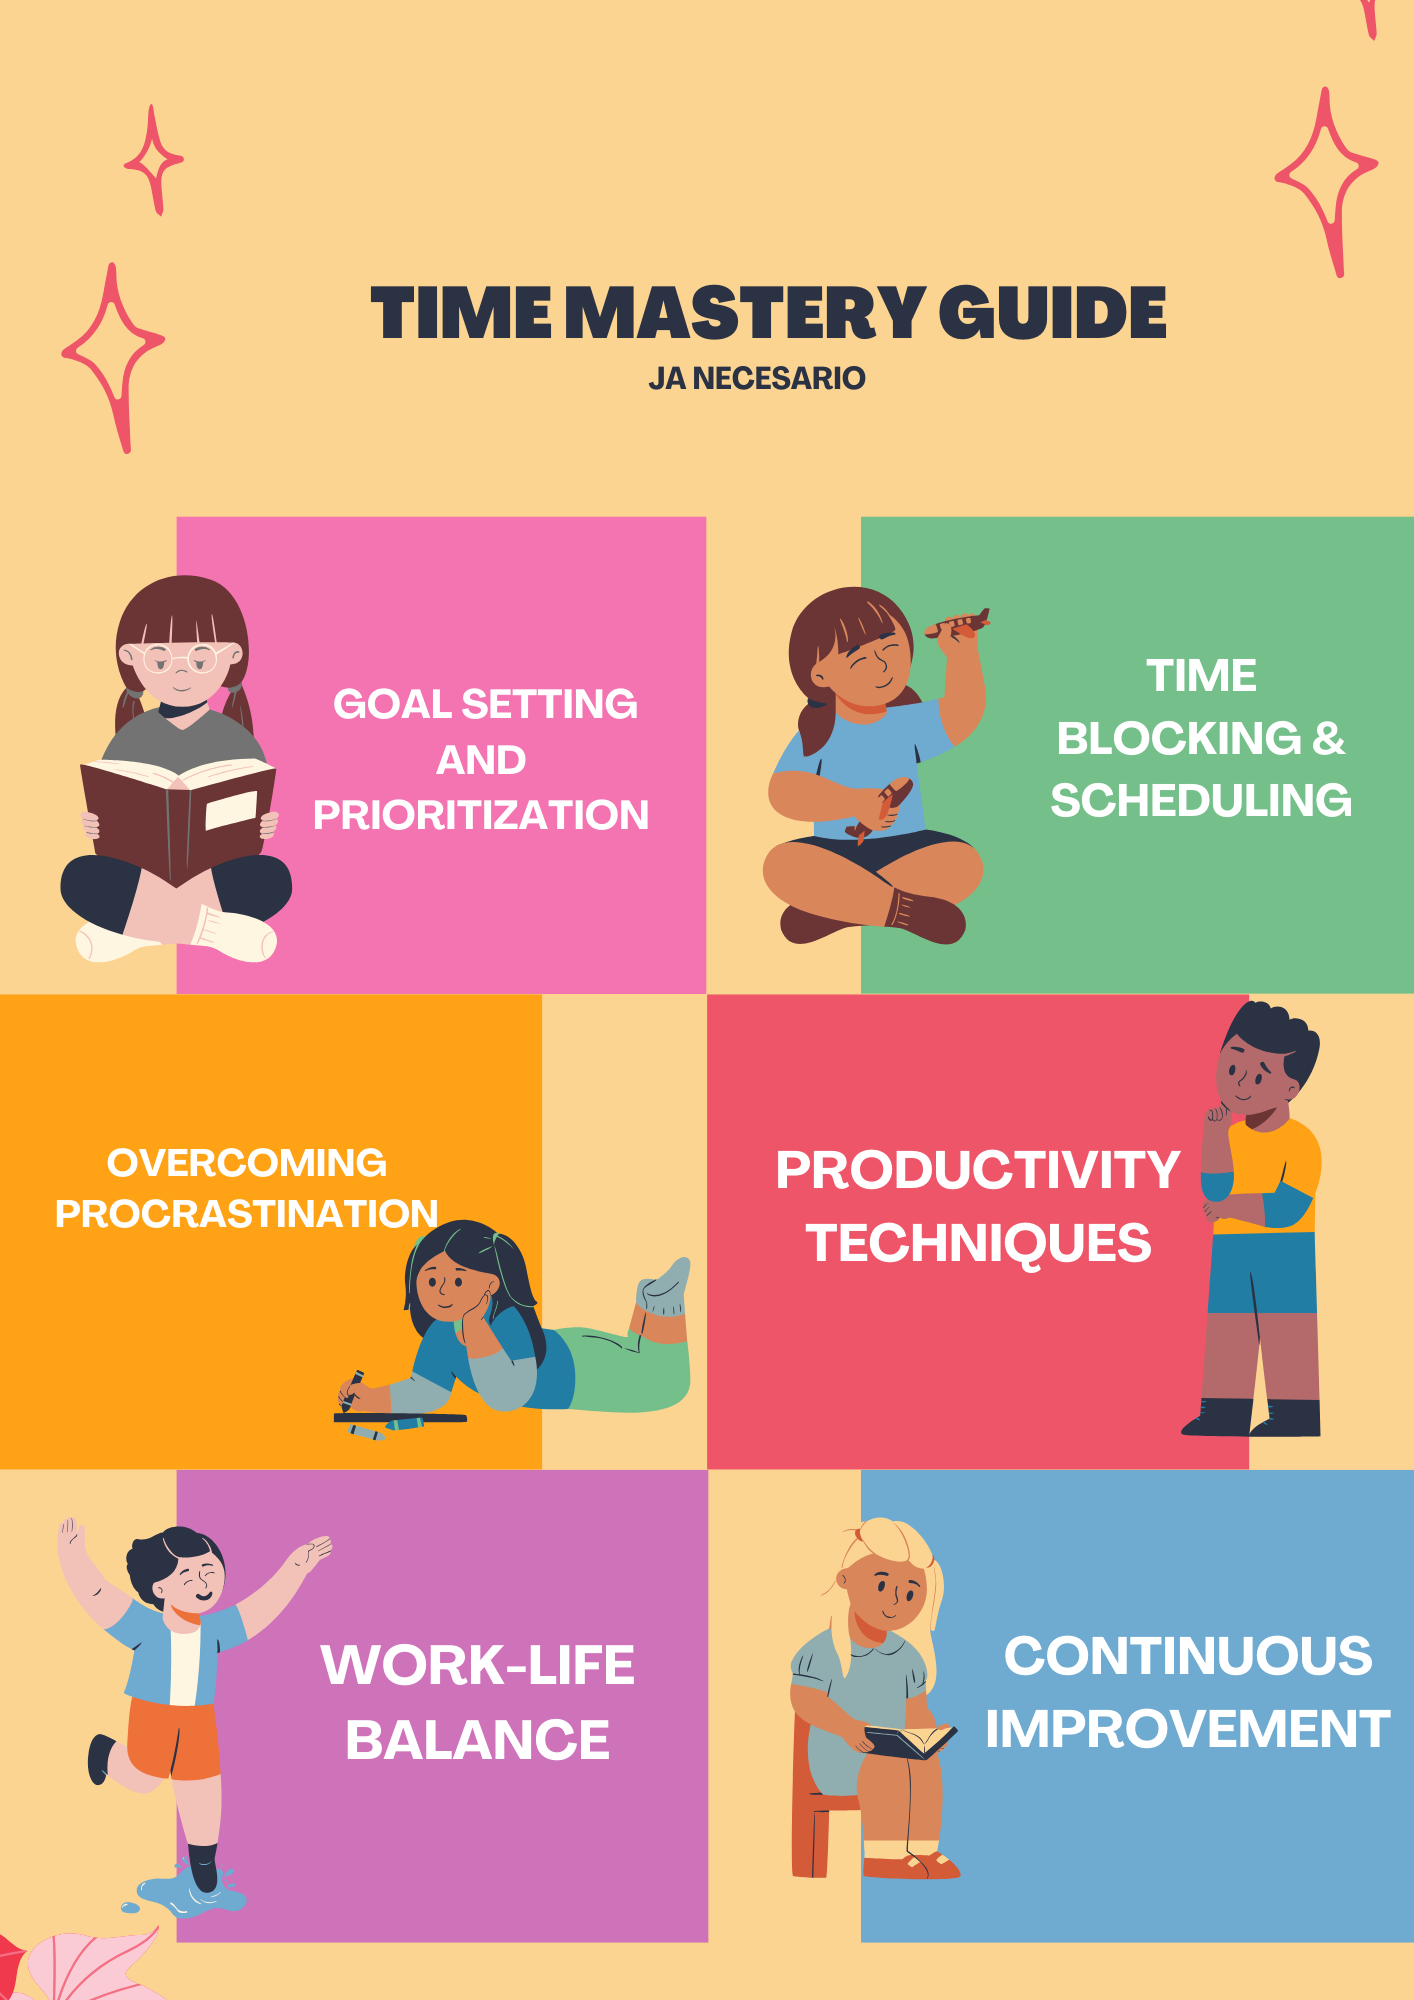 TIME MASTERY GUIDE
JA NECESARIO
GOAL SETTING
AND
PRIORITIZATION
TIME
BLOCKING &
SCHEDULING
OVERCOMING
PROCRASTINATION
PRODUCTIVITY
TECHNIQUES
WORK-LIFE
BALANCE
CONTINUOUS
IMPROVEMENT